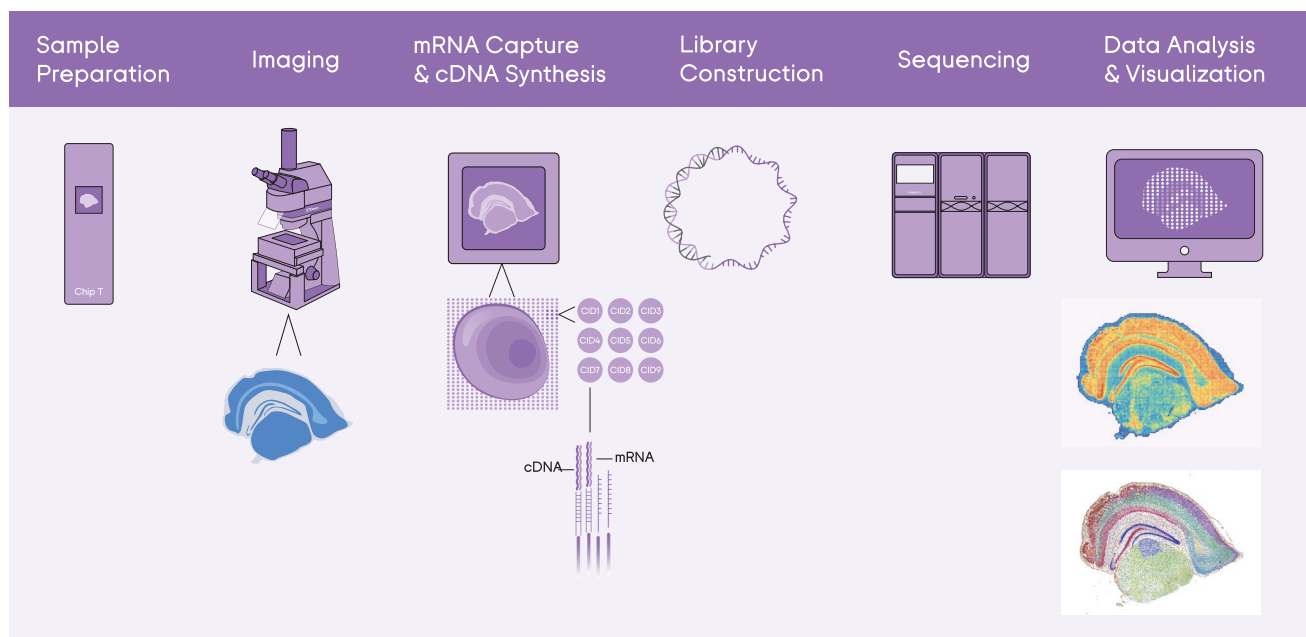 Sample
Preparation
Imaging
mRNA Capture
& cDNA Synthesis
Library
Construction
Sequencing
Data Analysis
& Visualization
Chip T
CID1 CID2 CID3
CID4 CID5 CID6
CID7 CID8 CID9
cDNA
mRNA